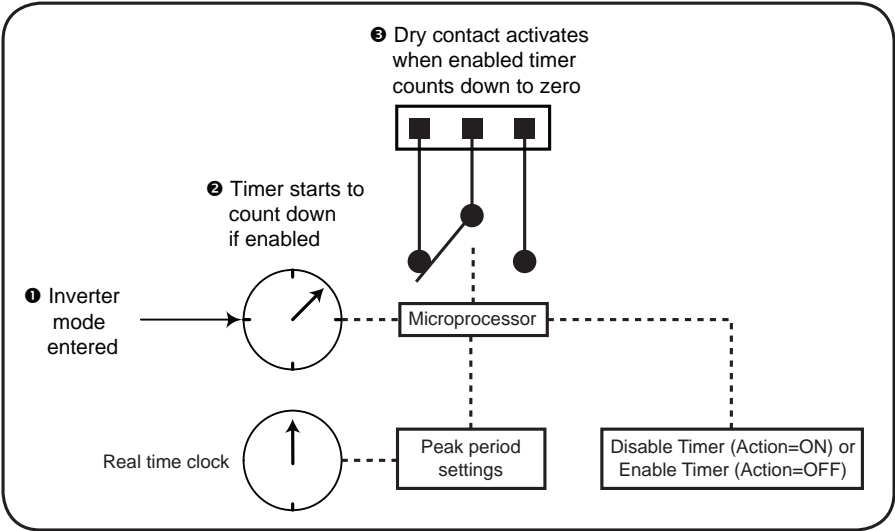 ❸ Dry contact activates
when enabled timer
counts down to zero
❷ Timer starts to
count down
if enabled
❶ Inverter
mode
entered
Microprocessor
Real time clock
Peak period
settings
Disable Timer (Action=ON) or
Enable Timer (Action=OFF)